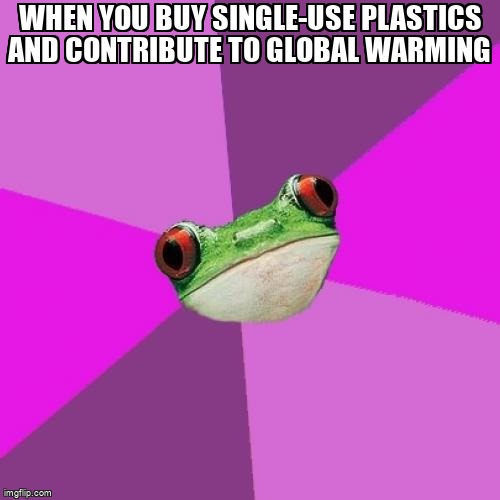 WHEN YOU BUY SINGLE-USE PLASTICS
AND CONTRIBUTE TO GLOBAL WARMING
imgflip.com